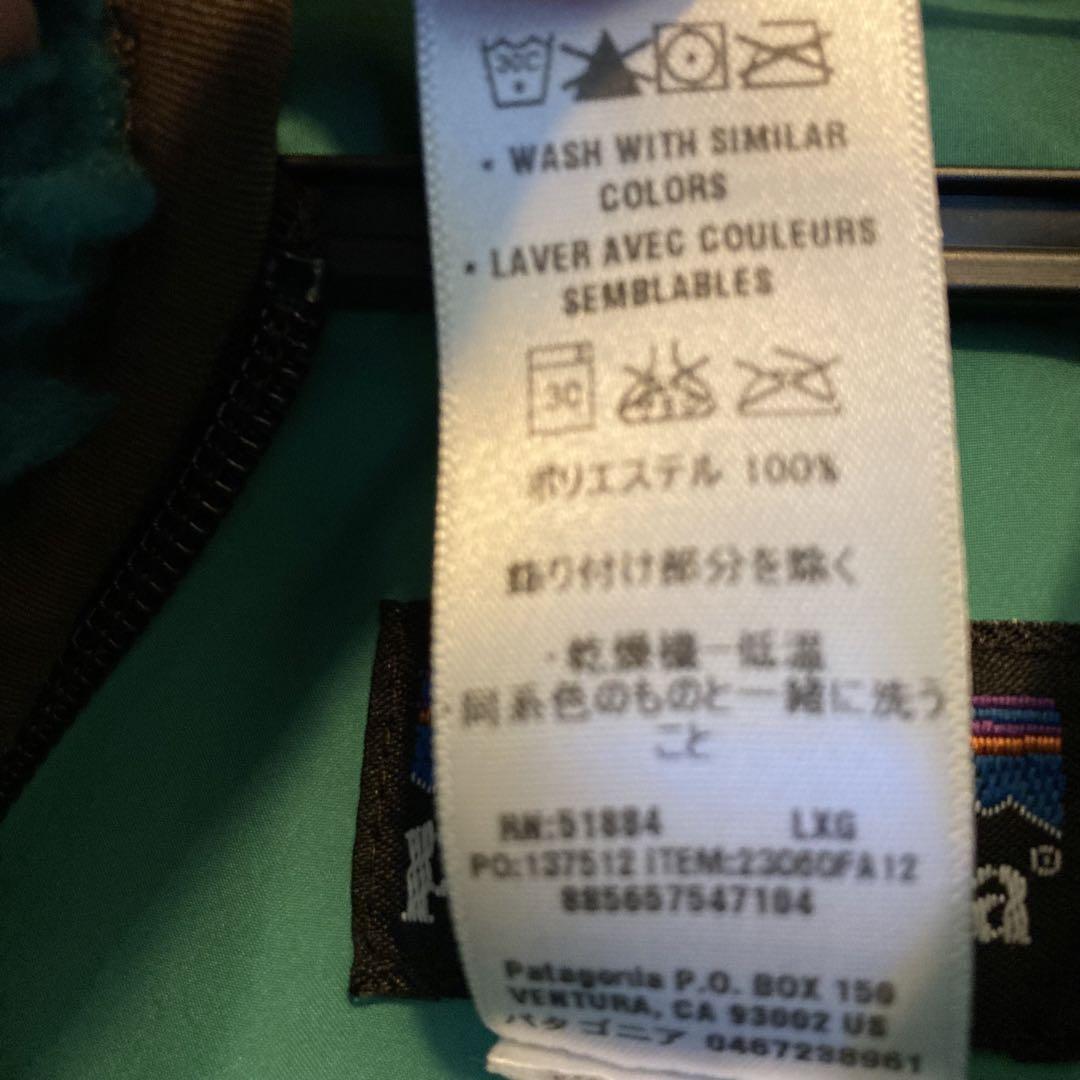 30C
• WASH WITH SIMILAR
COLORS
• LAVER AVEC COULEURS
SEMBLABLES
ポリエステル 100%
飾り付け部分を除く
・乾燥機一低温
・同系色のものと一緒に洗う
こと
RN:51884 LXG
PO:137512 ITEM:23060FA12
885657547104
Patagonia P.O. BOX 150
VENTURA, CA 93002 US
パタゴニア 0467238961